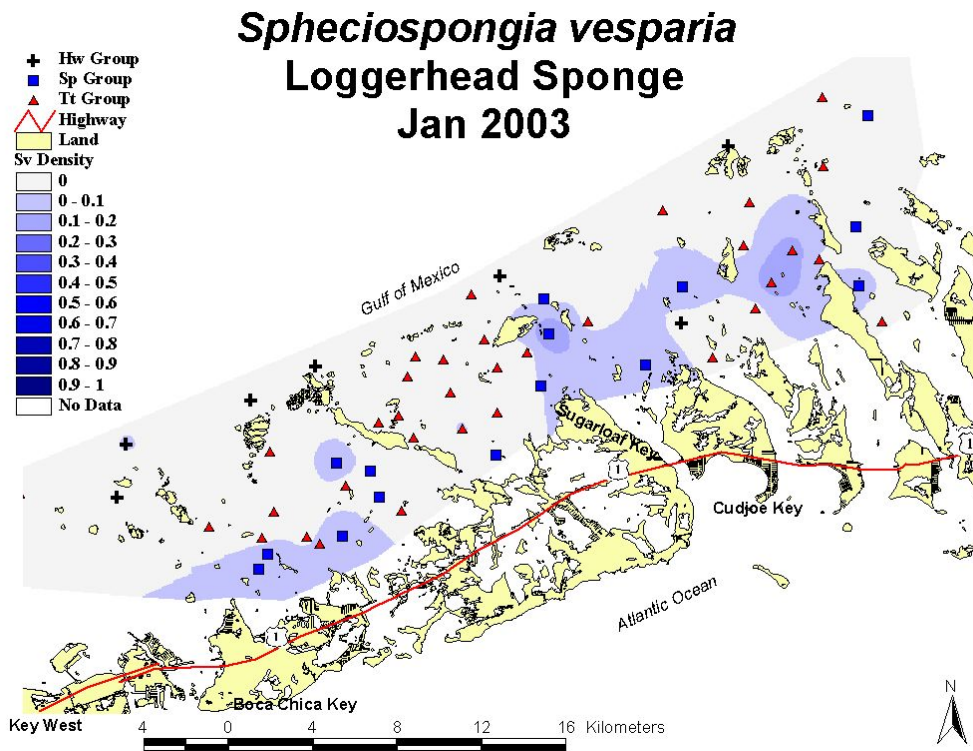 Spheciospongia vesparia
Loggerhead Sponge
Jan 2003
Hw Group
Sp Group
Tt Group
Highway
Land
Sv Density
0
0 - 0.1
0.1 - 0.2
0.2 - 0.3
0.3 - 0.4
0.4 - 0.5
0.5 - 0.6
0.6 - 0.7
0.7 - 0.8
0.8 - 0.9
0.9 - 1
No Data
Gulf of Mexico
Sugarloaf Key
1
1
Cudjoe Key
Atlantic Ocean
1
Boca Chica Key
Key West
N
4 0 4 8 12 16 Kilometers